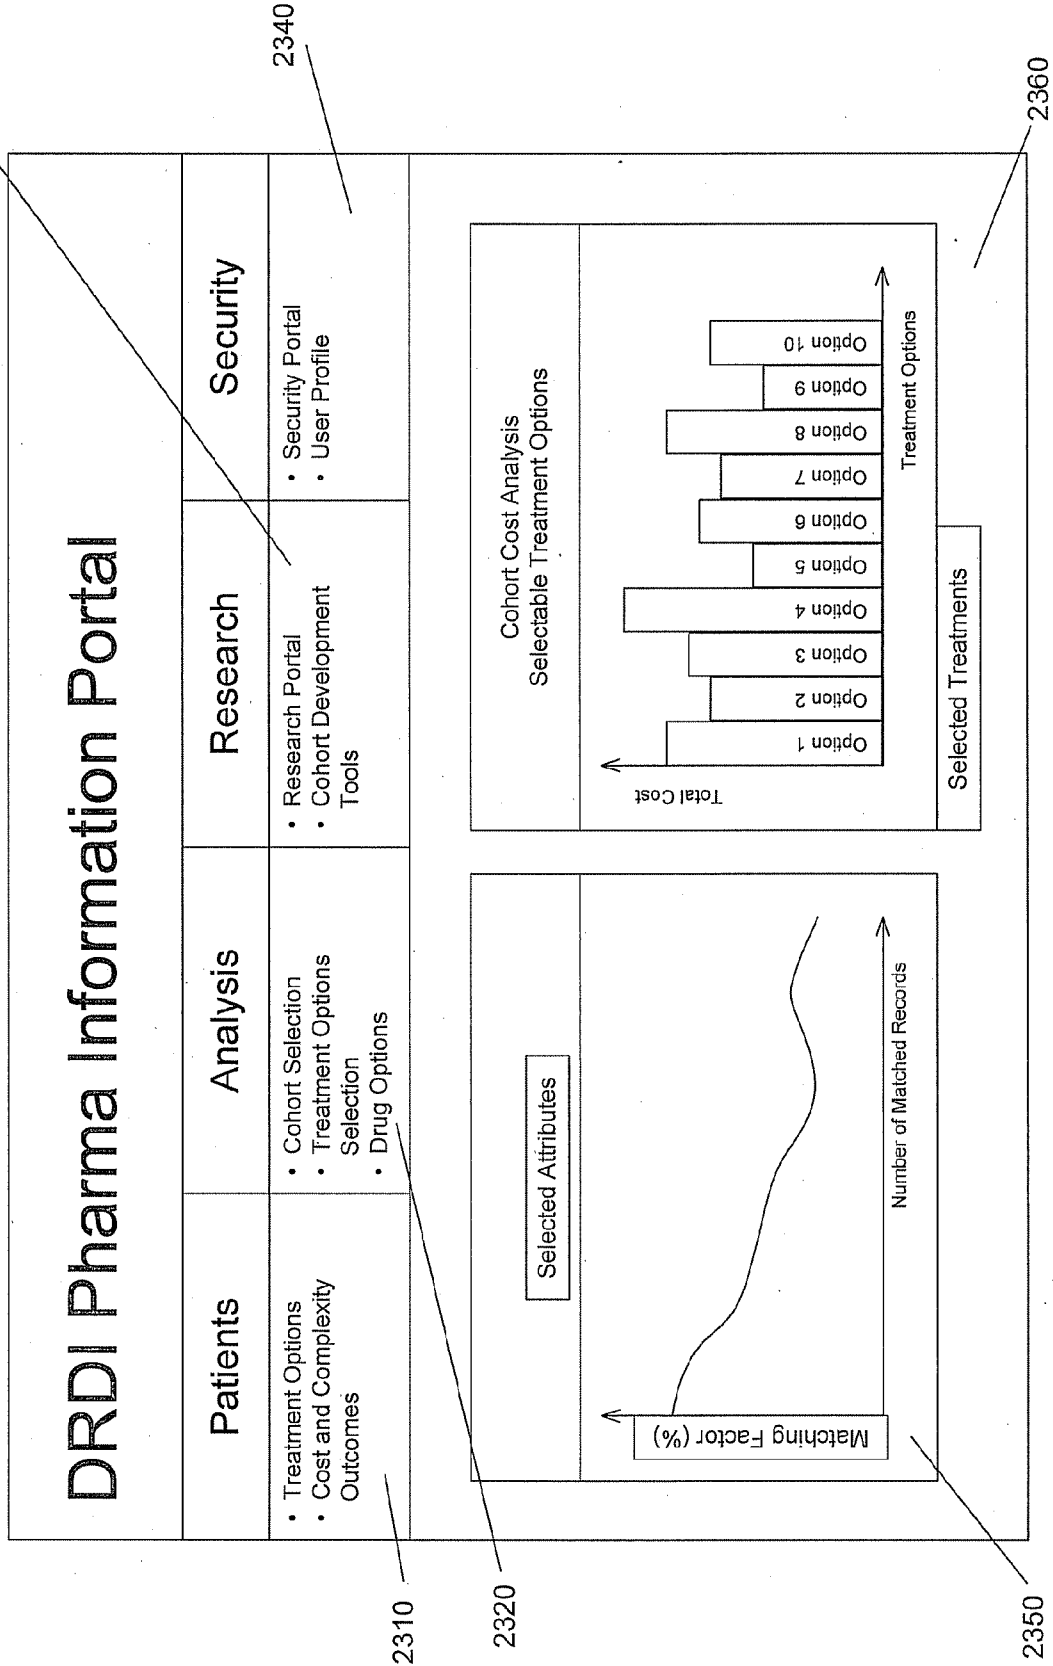 DRDI Pharma Information Portal
Patients
Analysis
Research
Security
• Treatment Options
• Cost and Complexity
Outcomes
• Cohort Selection
• Treatment Options
Selection
• Drug Options
• Research Portal
• Cohort Development
Tools
• Security Portal
• User Profile
Selected Attributes
Matching Factor (%)
Number of Matched Records
Cohort Cost Analysis
Selectable Treatment Options
Total Cost
Option 1
Option 2
Option 3
Option 4
Option 5
Option 6
Option 7
Option 8
Option 9
Option 10
Treatment Options
Selected Treatments
2310
2320
2340
2350
2360